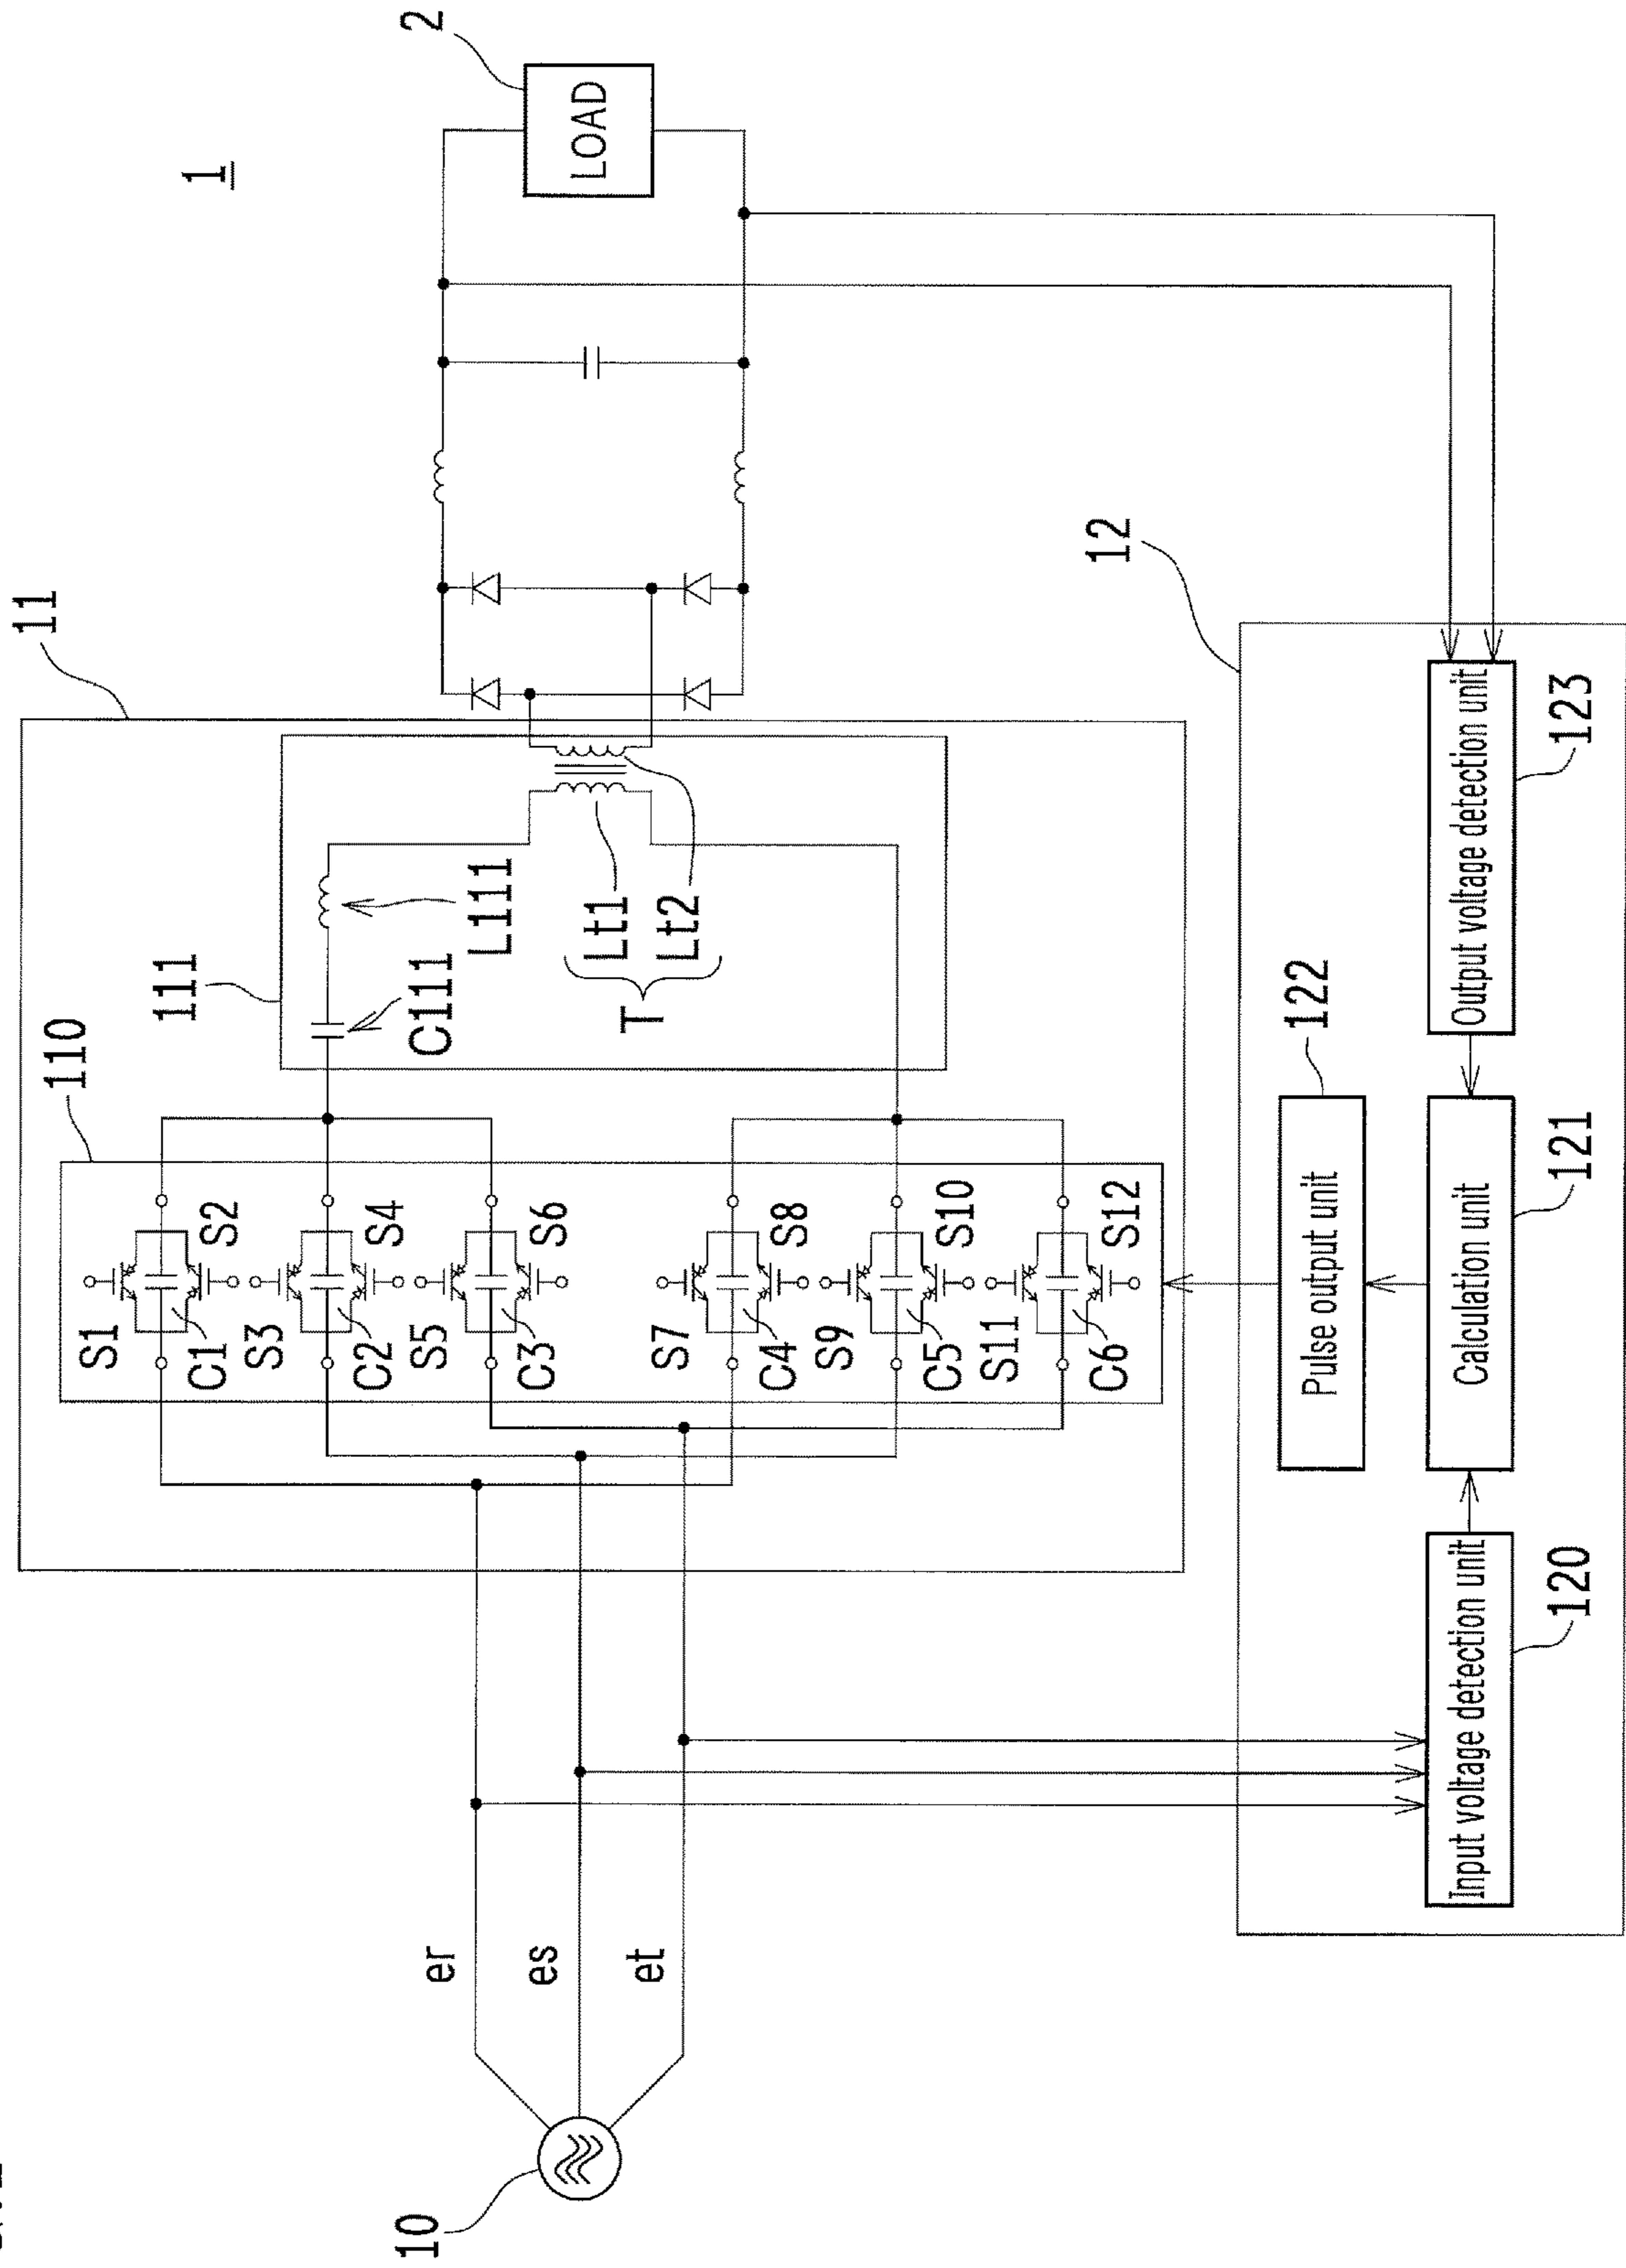 1
2
LOAD
11
110
111
C111
L111
Lt1
Lt2
T
S1
S2
C1
S3
S4
C2
S5
S6
C3
S7
S8
C4
S9
S10
C5
S11
S12
C6
er
es
et
10
12
Pulse output unit
122
Input voltage detection unit
120
Calculation unit
121
Output voltage detection unit
123